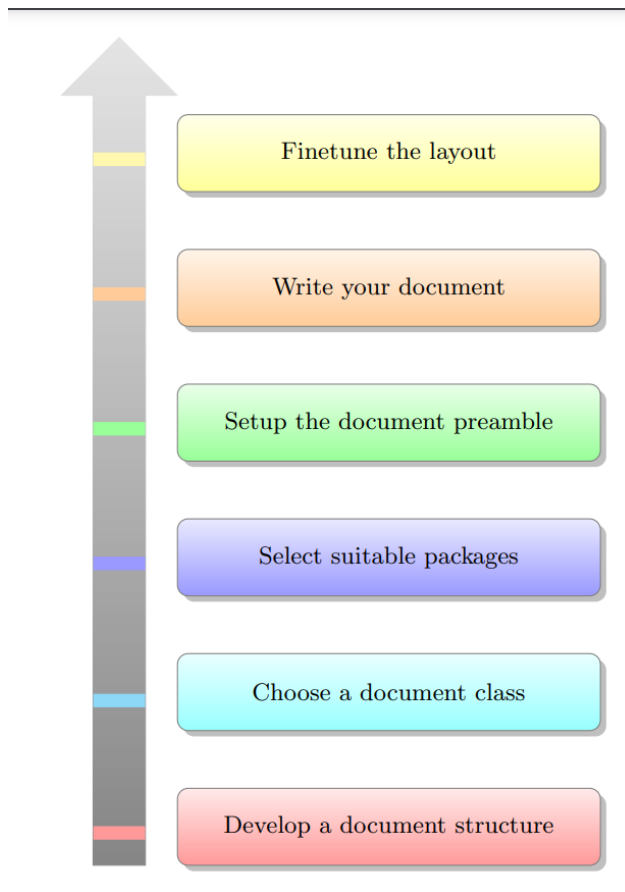 Finetune the layout
Write your document
Setup the document preamble
Select suitable packages
Choose a document class
Develop a document structure